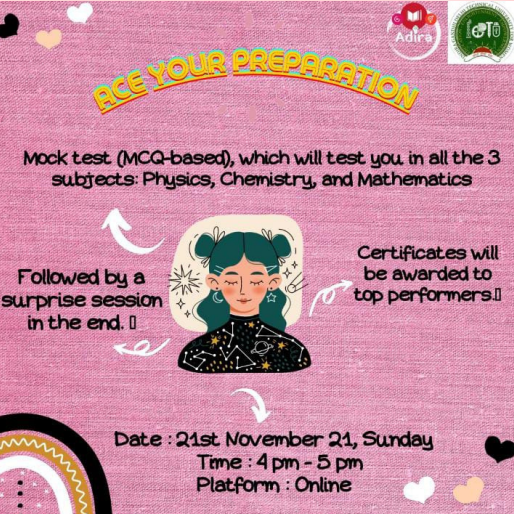 Adira
ACE YOUR PREPARATION
Mock test (MCQ-based), which will test you in all the 3
subjects: Physics, Chemistry, and Mathematics
Followed by a
surprise session
in the end.
Certificates will
be awarded to
top performers.
Date : 21st November 21, Sunday
Time : 4 pm - 5 pm
Platform : Online